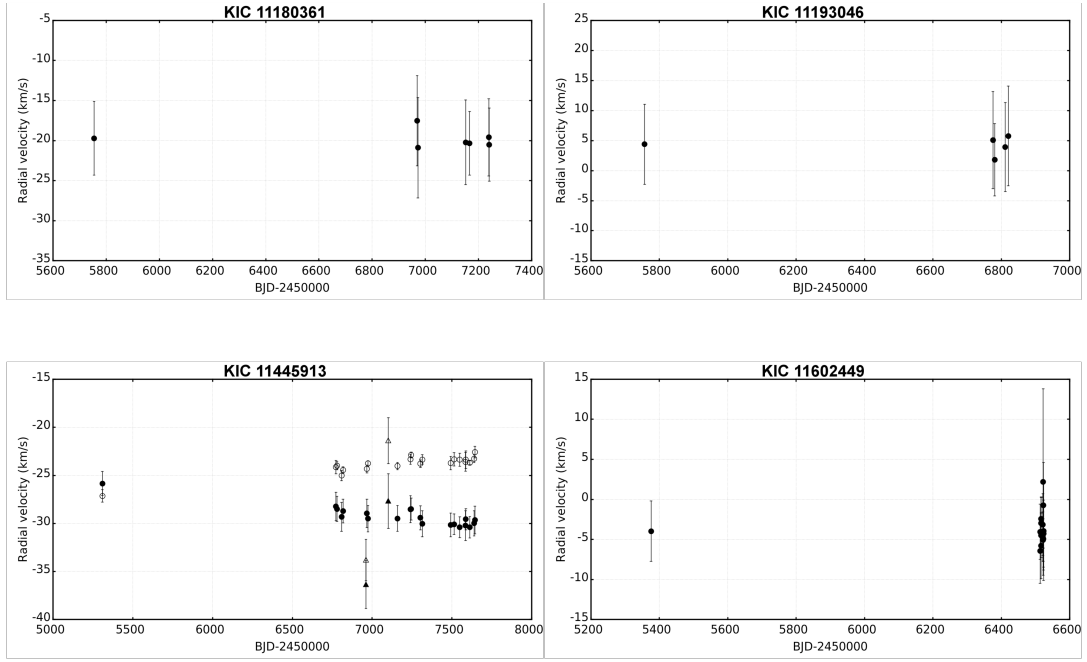 KIC 11180361
-5
-10
-15
-20
-25
-30
-35
Radial velocity (km/s)
5600 5800 6000 6200 6400 6600 6800 7000 7200 7400
BJD-2450000
KIC 11193046
25
20
15
10
5
0
-5
-10
-15
Radial velocity (km/s)
5600 5800 6000 6200 6400 6600 6800 7000
BJD-2450000
KIC 11445913
-15
-20
-25
-30
-35
-40
Radial velocity (km/s)
5000 5500 6000 6500 7000 7500 8000
BJD-2450000
KIC 11602449
15
10
5
0
-5
-10
-15
Radial velocity (km/s)
5200 5400 5600 5800 6000 6200 6400 6600
BJD-2450000